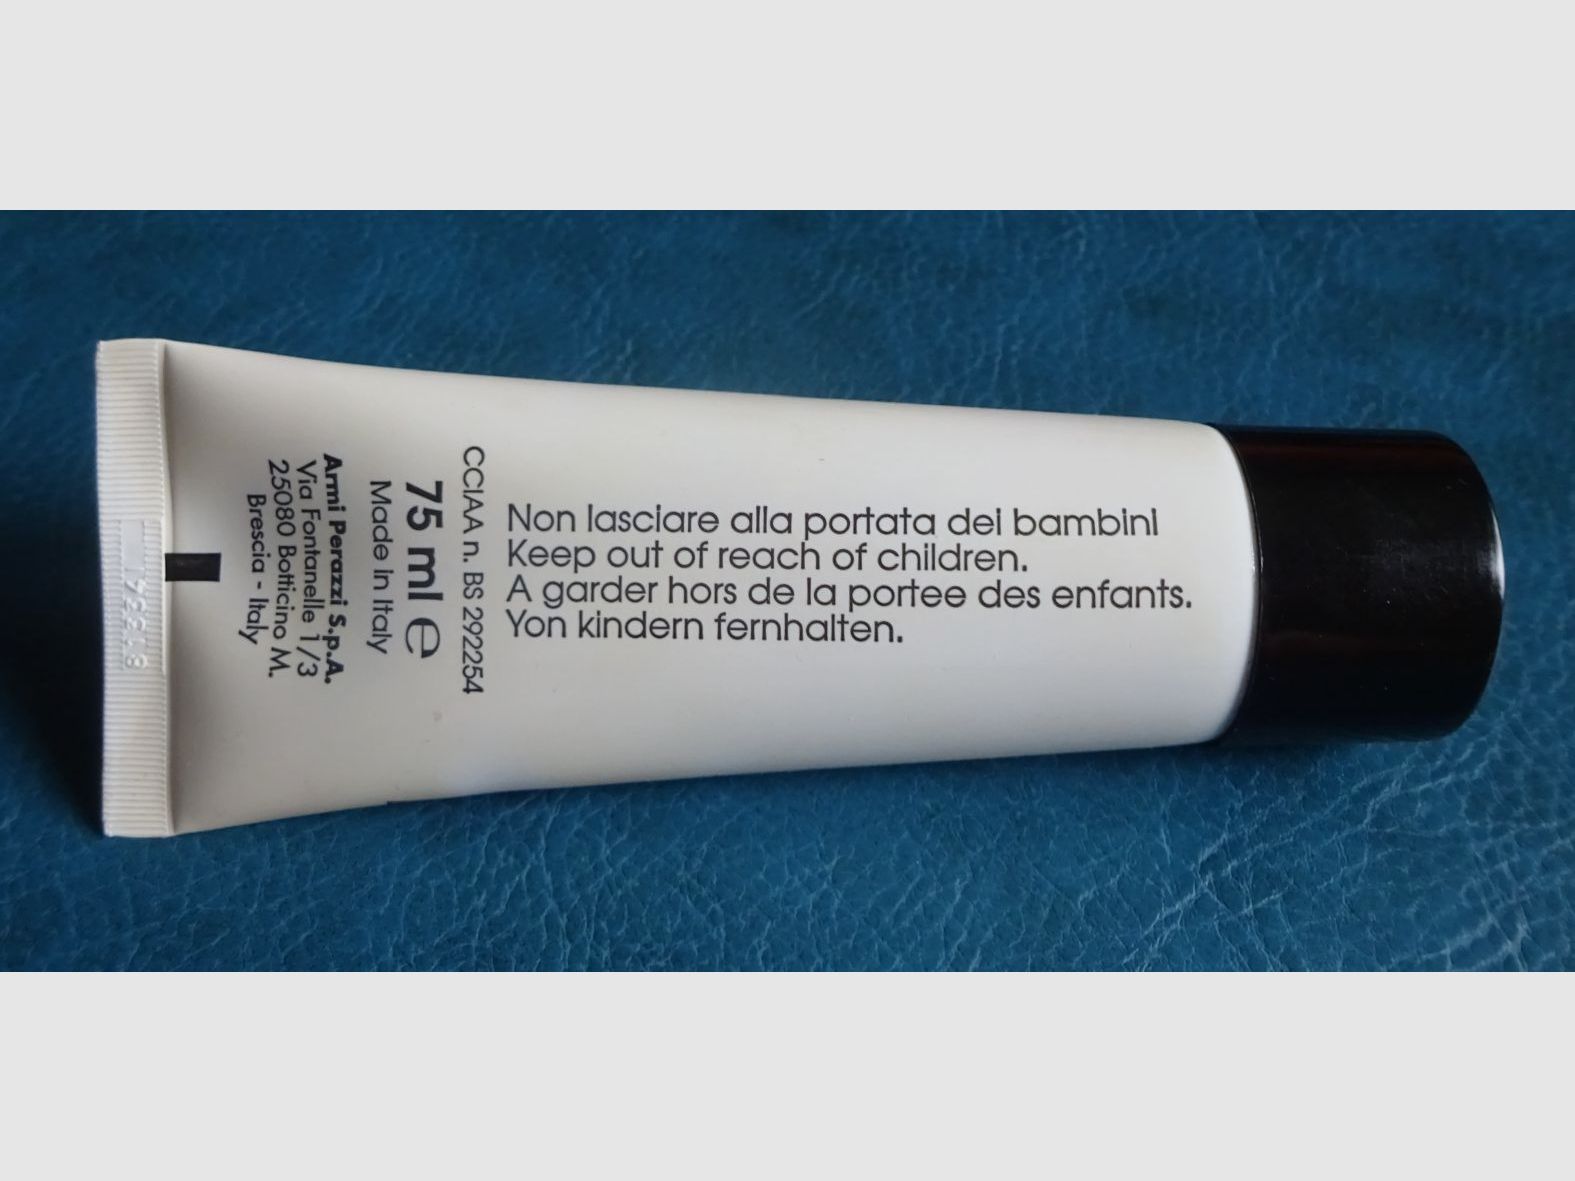 Non lasciare alla portata dei bambini
Keep out of reach of children.
A garder hors de la portee des enfants.
Yon kindern fernhalten.
CCIAA n. BS 292254
75 ml e
Made in Italy
Armi Perazzi S.p.A.
Via Fontanelle 1/3
25080 Botticino M.
Brescia - Italy